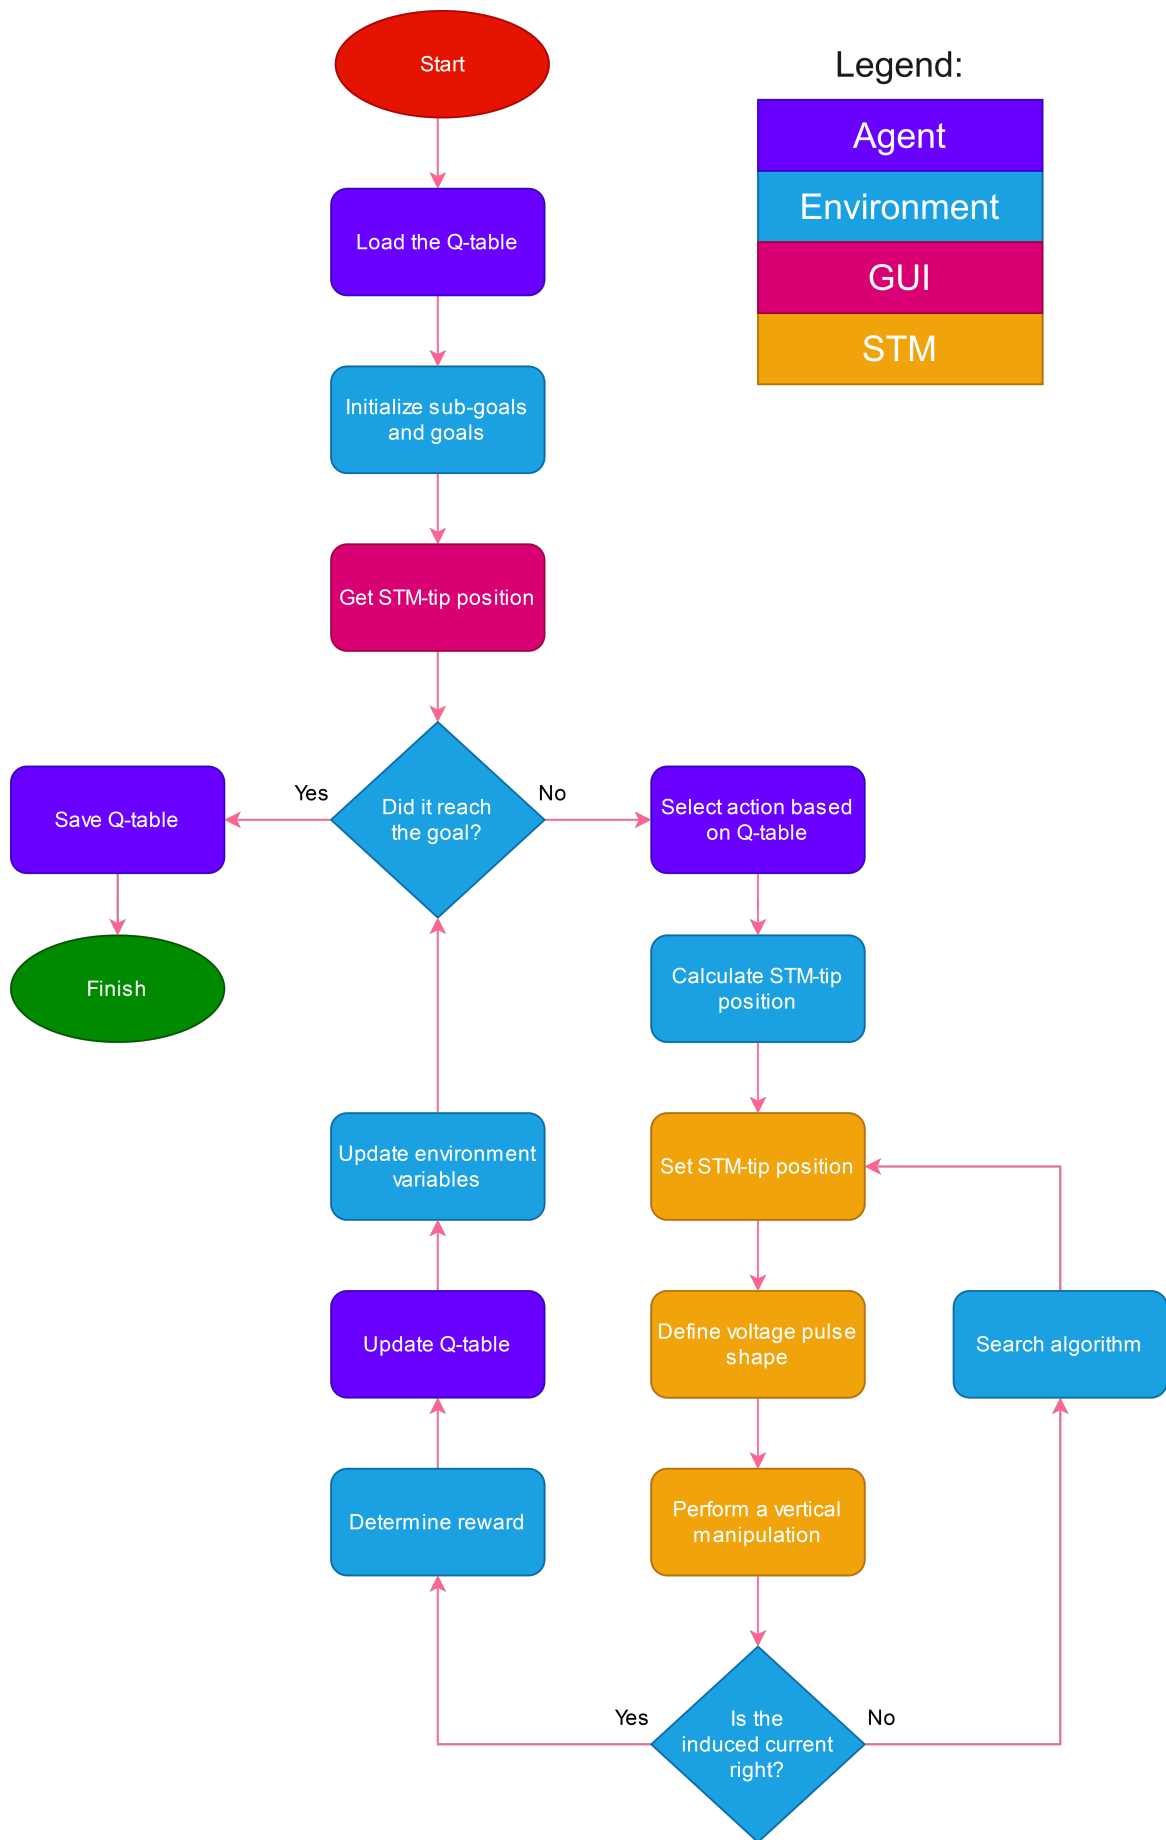 Start
Legend:
Agent
Environment
GUI
STM
Load the Q-table
Initialize sub-goals
and goals
Get STM-tip position
Did it reach
the goal?
Yes
No
Save Q-table
Finish
Select action based
on Q-table
Calculate STM-tip
position
Set STM-tip position
Define voltage pulse
shape
Search algorithm
Perform a vertical
manipulation
Is the
induced current
right?
Yes
No
Determine reward
Update Q-table
Update environment
variables